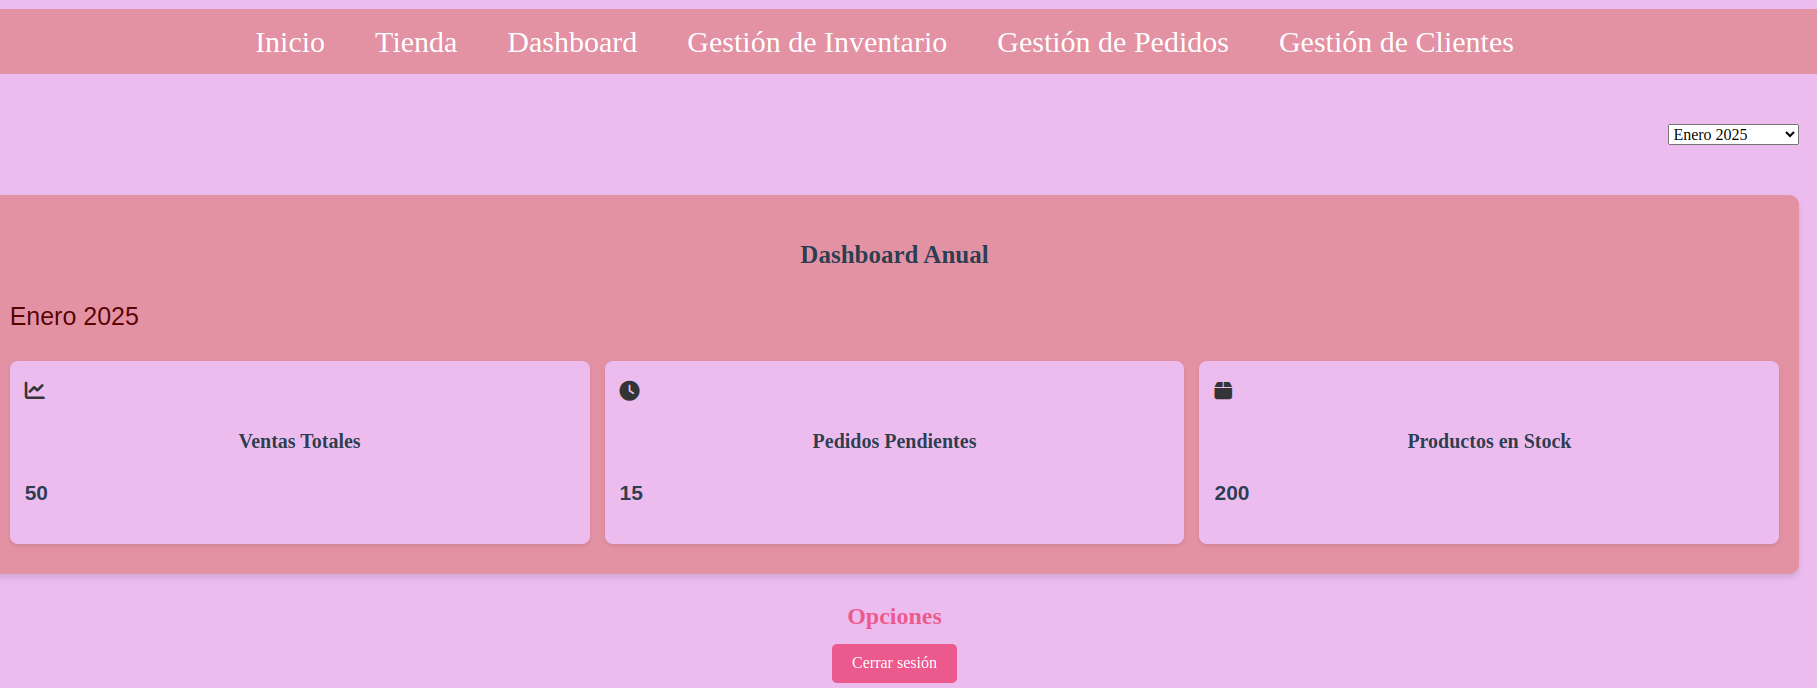 Inicio Tienda Dashboard Gestión de Inventario Gestión de Pedidos Gestión de Clientes
Enero 2025
Dashboard Anual
Enero 2025
Ventas Totales
50
Pedidos Pendientes
15
Productos en Stock
200
Opciones
Cerrar sesión